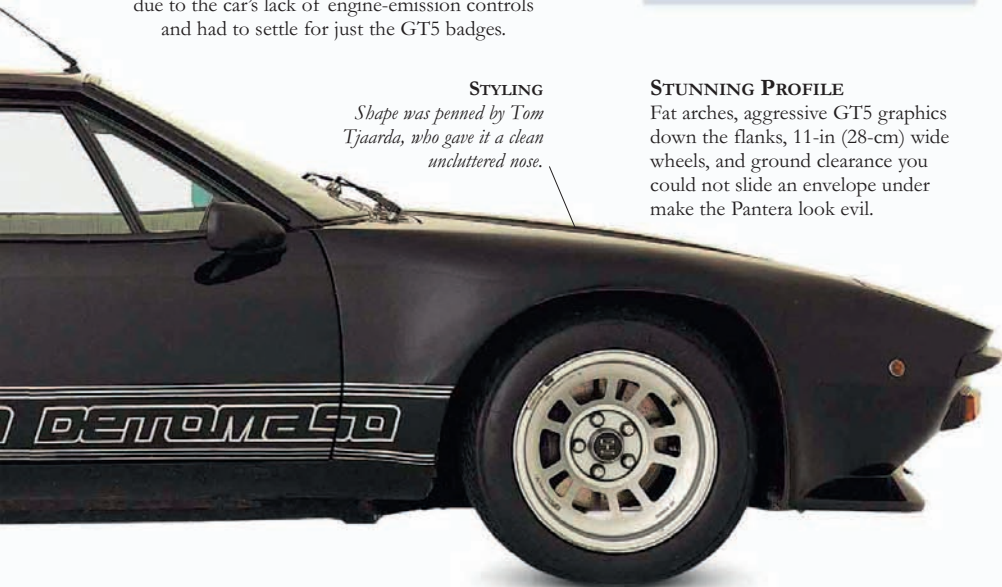 due to the car's lack of engine-emission controls
and had to settle for just the GT5 badges.
STYLING
Shape was penned by Tom
Tjaarda, who gave it a clean
uncluttered nose.
STUNNING PROFILE
Fat arches, aggressive GT5 graphics
down the flanks, 11-in (28-cm) wide
wheels, and ground clearance you
could not slide an envelope under
make the Pantera look evil.
DETOMASO